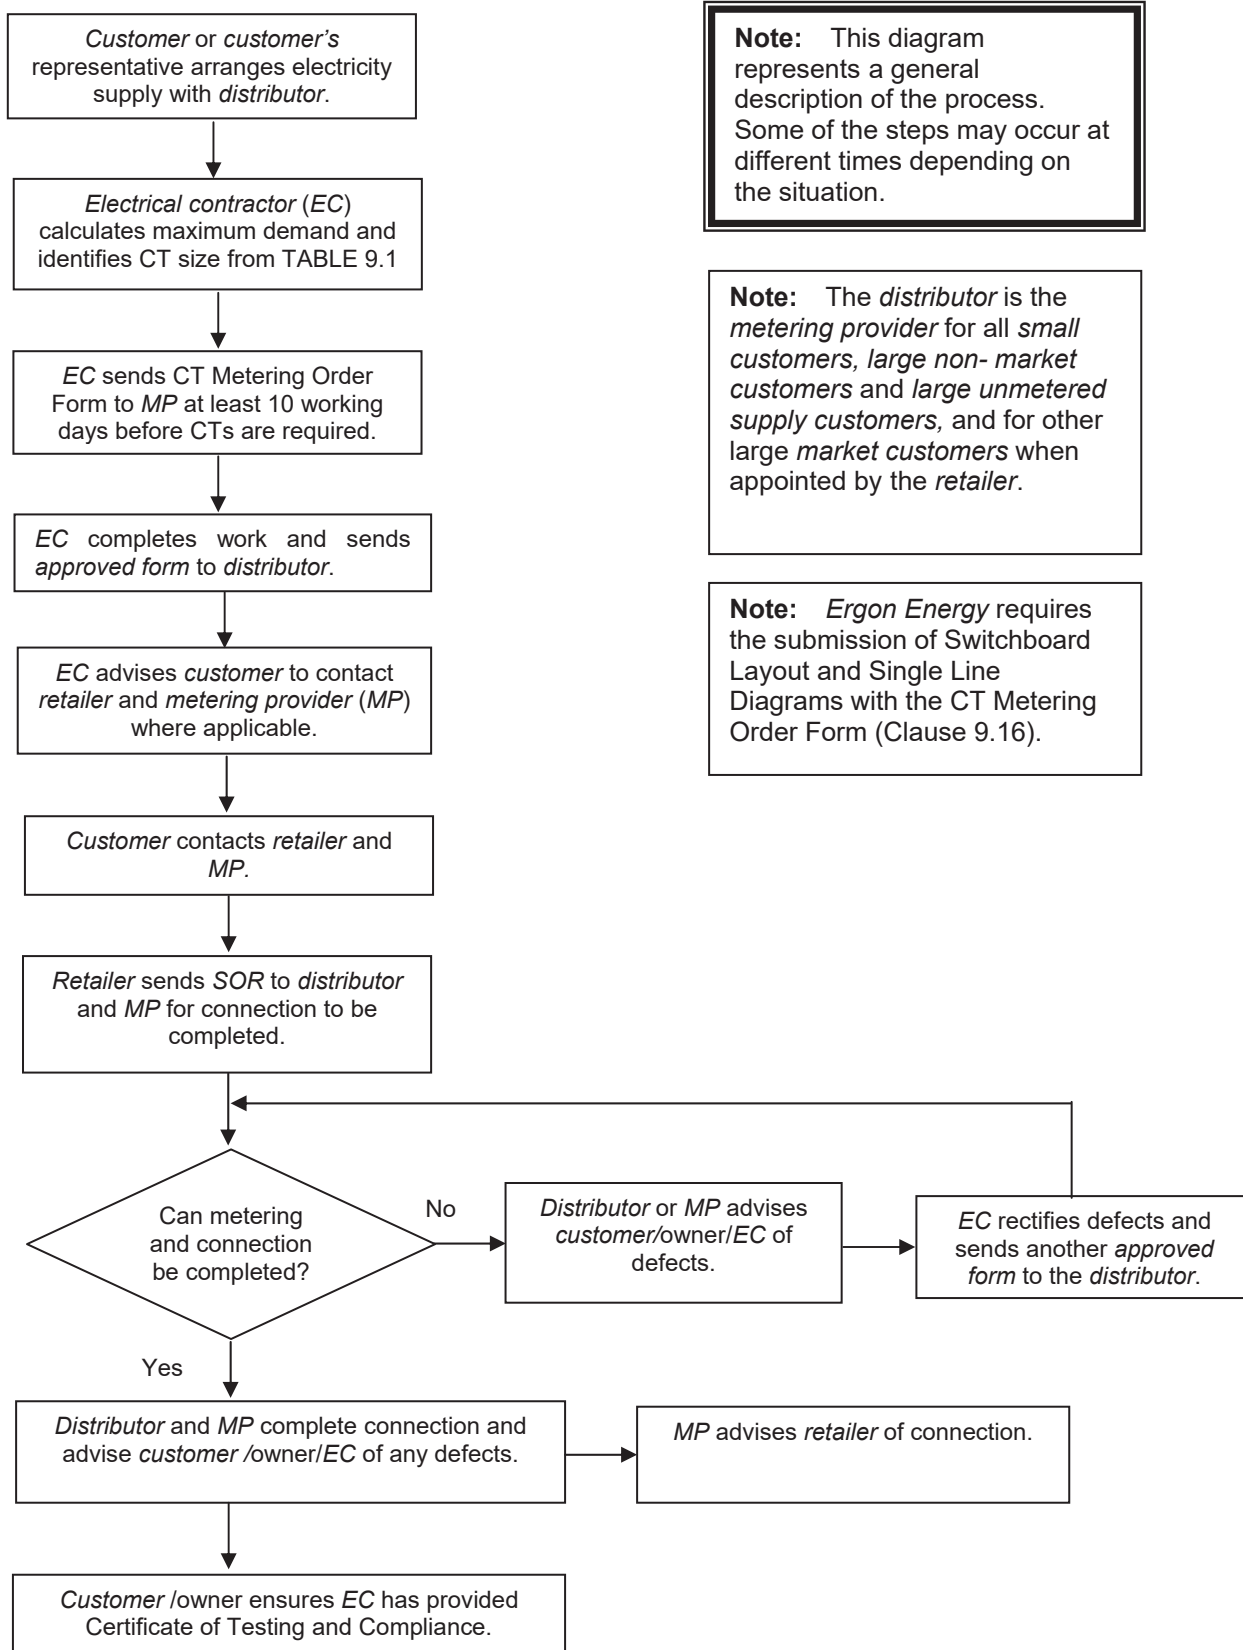 Customer or customer's
representative arranges electricity
supply with distributor.
Electrical contractor (EC)
calculates maximum demand and
identifies CT size from TABLE 9.1
EC sends CT Metering Order
Form to MP at least 10 working
days before CTs are required.
EC completes work and sends
approved form to distributor.
EC advises customer to contact
retailer and metering provider (MP)
where applicable.
Customer contacts retailer and
MP.
Retailer sends SOR to distributor
and MP for connection to be
completed.
Can metering
and connection
be completed?
No
Distributor or MP advises
customer/owner/EC of
defects.
EC rectifies defects and
sends another approved
form to the distributor.
Yes
Distributor and MP complete connection and
advise customer /owner/EC of any defects.
MP advises retailer of connection.
Customer /owner ensures EC has provided
Certificate of Testing and Compliance.
Note: This diagram
represents a general
description of the process.
Some of the steps may occur at
different times depending on
the situation.
Note: The distributor is the
metering provider for all small
customers, large non- market
customers and large unmetered
supply customers, and for other
large market customers when
appointed by the retailer.
Note: Ergon Energy requires
the submission of Switchboard
Layout and Single Line
Diagrams with the CT Metering
Order Form (Clause 9.16).